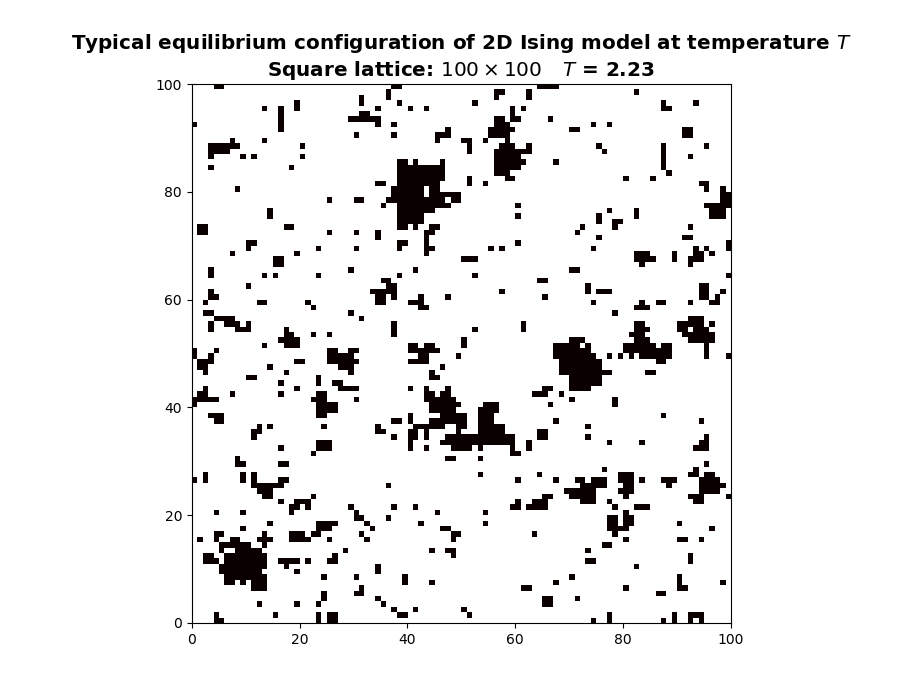 Typical equilibrium configuration of 2D Ising model at temperature T
Square lattice: 100 × 100 T = 2.23
100
80
60
40
20
0
0 20 40 60 80 100